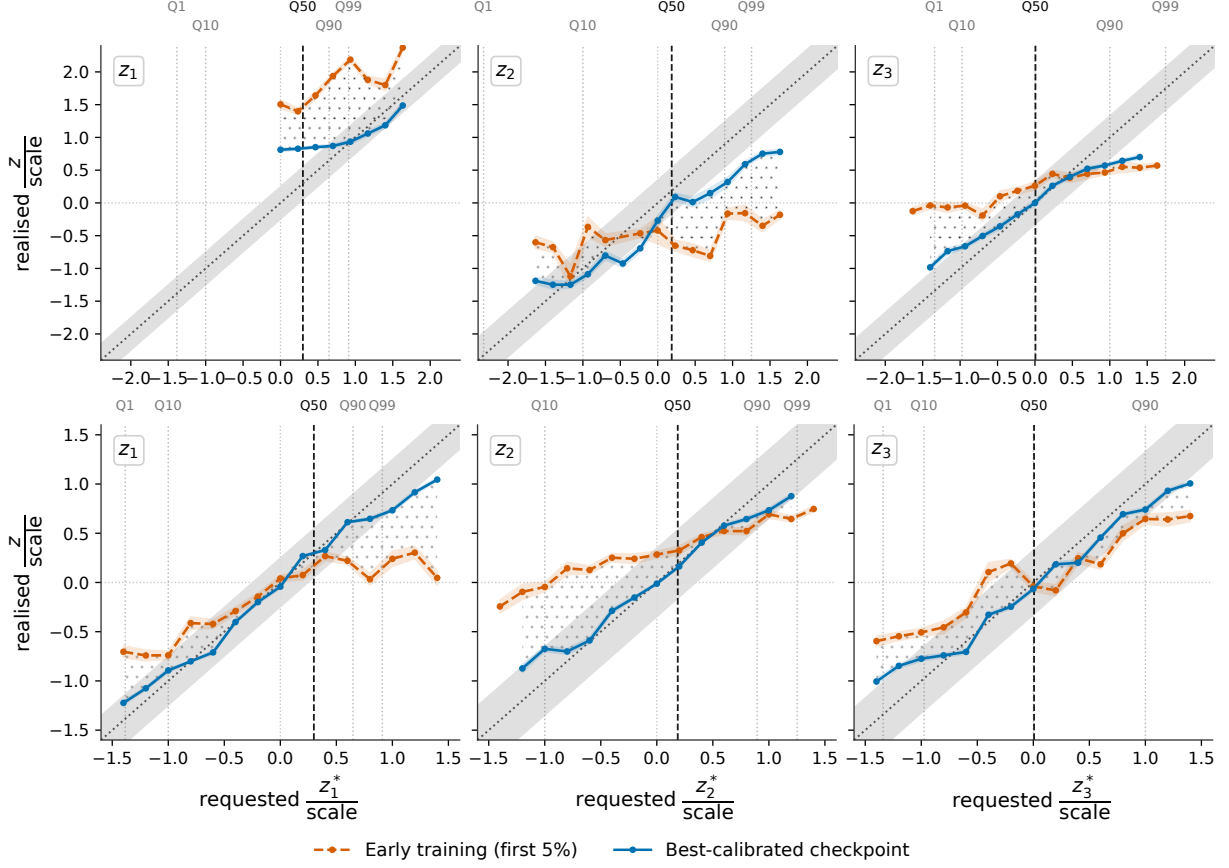 Q1 Q50 Q99 Q1 Q50 Q99 Q1 Q50 Q99
Q10 Q90 Q10 Q90 Q10 Q90
z1 z2 z3
2.0
1.5
1.0
0.5
0.0
−0.5
−1.0
−1.5
−2.0
realised z/scale
−2.0 −1.5 −1.0 −0.5 0.0 0.5 1.0 1.5 2.0 −2.0 −1.5 −1.0 −0.5 0.0 0.5 1.0 1.5 2.0 −2.0 −1.5 −1.0 −0.5 0.0 0.5 1.0 1.5 2.0
Q1 Q10 Q50 Q90 Q99 Q10 Q50 Q90 Q99 Q1 Q10 Q50 Q90
z1 z2 z3
1.5
1.0
0.5
0.0
−0.5
−1.0
−1.5
realised z/scale
−1.5 −1.0 −0.5 0.0 0.5 1.0 1.5 −1.5 −1.0 −0.5 0.0 0.5 1.0 1.5 −1.5 −1.0 −0.5 0.0 0.5 1.0 1.5
requested z1*/scale requested z2*/scale requested z3*/scale
Early training (first 5%) Best-calibrated checkpoint